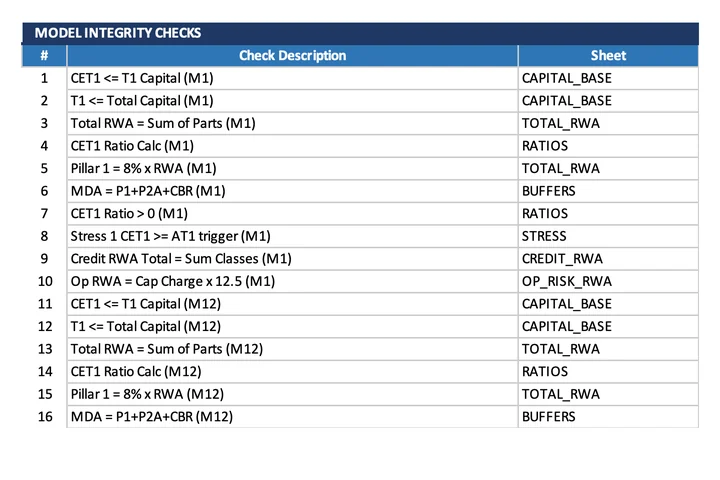 MODEL INTEGRITY CHECKS
# Check Description Sheet
1 CET1 <= T1 Capital (M1) CAPITAL_BASE
2 T1 <= Total Capital (M1) CAPITAL_BASE
3 Total RWA = Sum of Parts (M1) TOTAL_RWA
4 CET1 Ratio Calc (M1) RATIOS
5 Pillar 1 = 8% x RWA (M1) TOTAL_RWA
6 MDA = P1+P2A+CBR (M1) BUFFERS
7 CET1 Ratio > 0 (M1) RATIOS
8 Stress 1 CET1 >= AT1 trigger (M1) STRESS
9 Credit RWA Total = Sum Classes (M1) CREDIT_RWA
10 Op RWA = Cap Charge x 12.5 (M1) OP_RISK_RWA
11 CET1 <= T1 Capital (M12) CAPITAL_BASE
12 T1 <= Total Capital (M12) CAPITAL_BASE
13 Total RWA = Sum of Parts (M12) TOTAL_RWA
14 CET1 Ratio Calc (M12) RATIOS
15 Pillar 1 = 8% x RWA (M12) TOTAL_RWA
16 MDA = P1+P2A+CBR (M12) BUFFERS